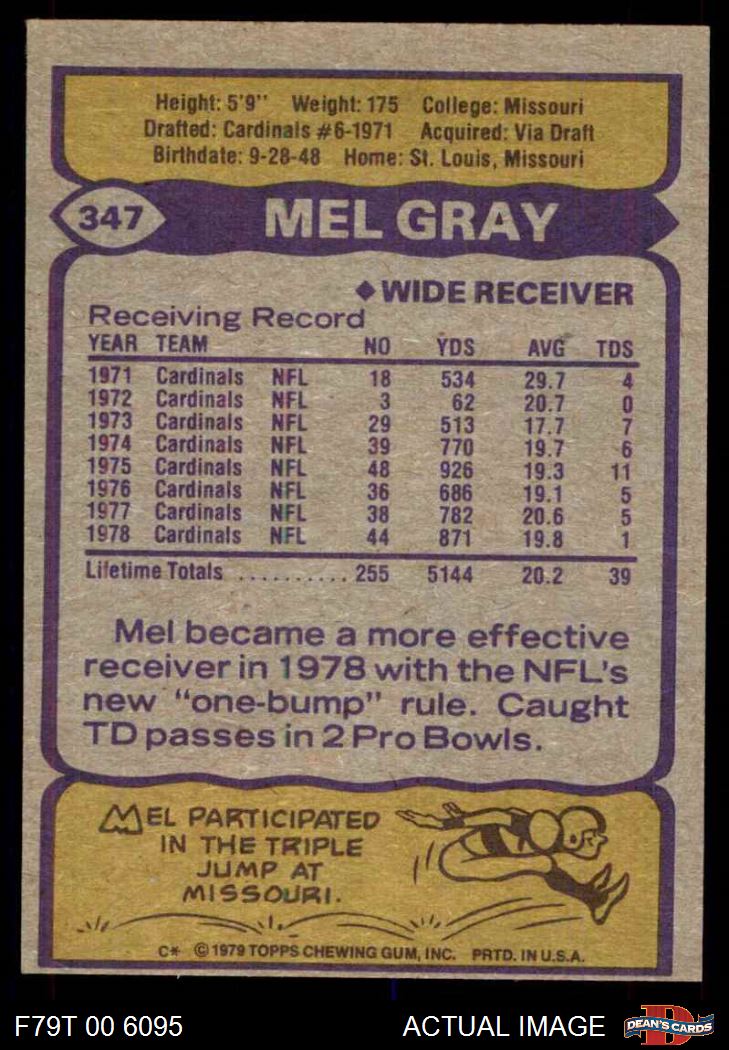 Height: 5'9" Weight: 175 College: Missouri
Drafted: Cardinals #6-1971 Acquired: Via Draft
Birthdate: 9-28-48 Home: St. Louis, Missouri
347 MEL GRAY
◆WIDE RECEIVER
Receiving Record
YEAR TEAM NO YDS AVG TDS
1971 Cardinals NFL 18 534 29.7 4
1972 Cardinals NFL 3 62 20.7 0
1973 Cardinals NFL 29 513 17.7 7
1974 Cardinals NFL 39 770 19.7 6
1975 Cardinals NFL 48 926 19.3 11
1976 Cardinals NFL 36 686 19.1 5
1977 Cardinals NFL 38 782 20.6 5
1978 Cardinals NFL 44 871 19.8 1
Lifetime Totals .......... 255 5144 20.2 39
Mel became a more effective
receiver in 1978 with the NFL's
new "one-bump" rule. Caught
TD passes in 2 Pro Bowls.
MEL PARTICIPATED
IN THE TRIPLE
JUMP AT
MISSOURI.
C* © 1979 TOPPS CHEWING GUM, INC. PRTD. IN U.S.A.
F79T 00 6095 ACTUAL IMAGE D DEAN'S CARDS